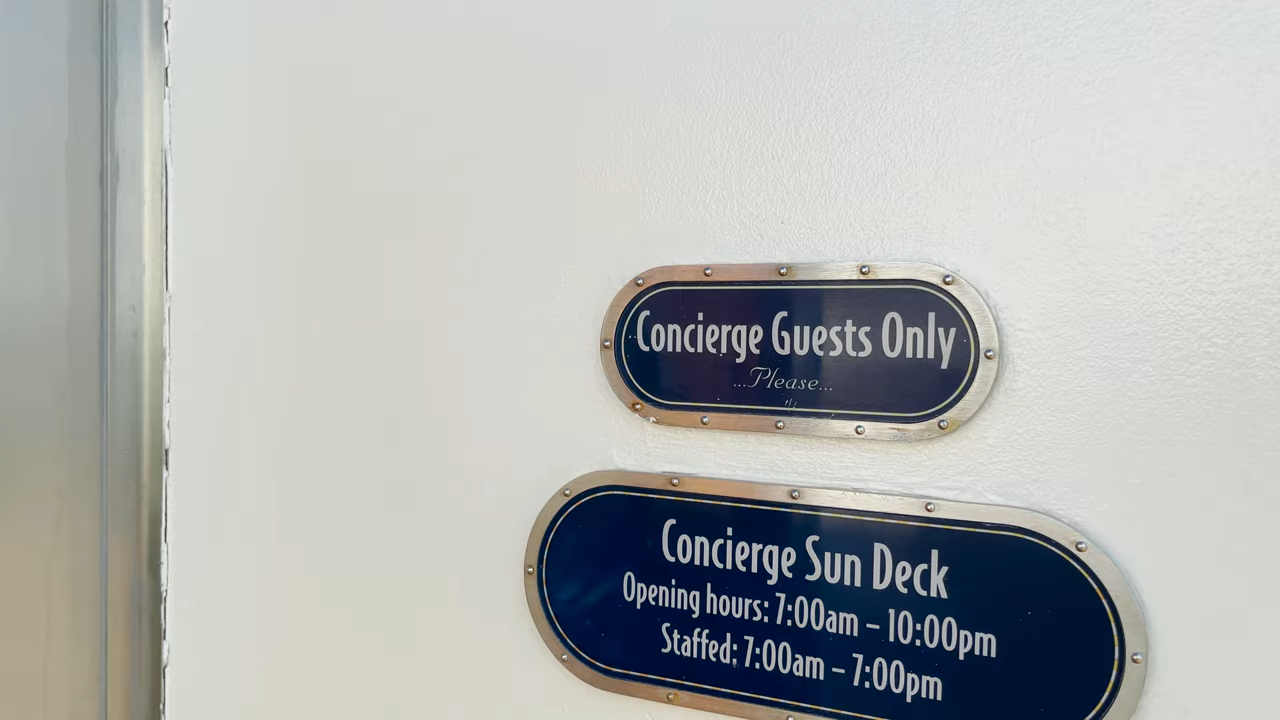 Concierge Guests Only
...Please...
Concierge Sun Deck
Opening hours: 7:00am – 10:00pm
Staffed: 7:00am – 7:00pm